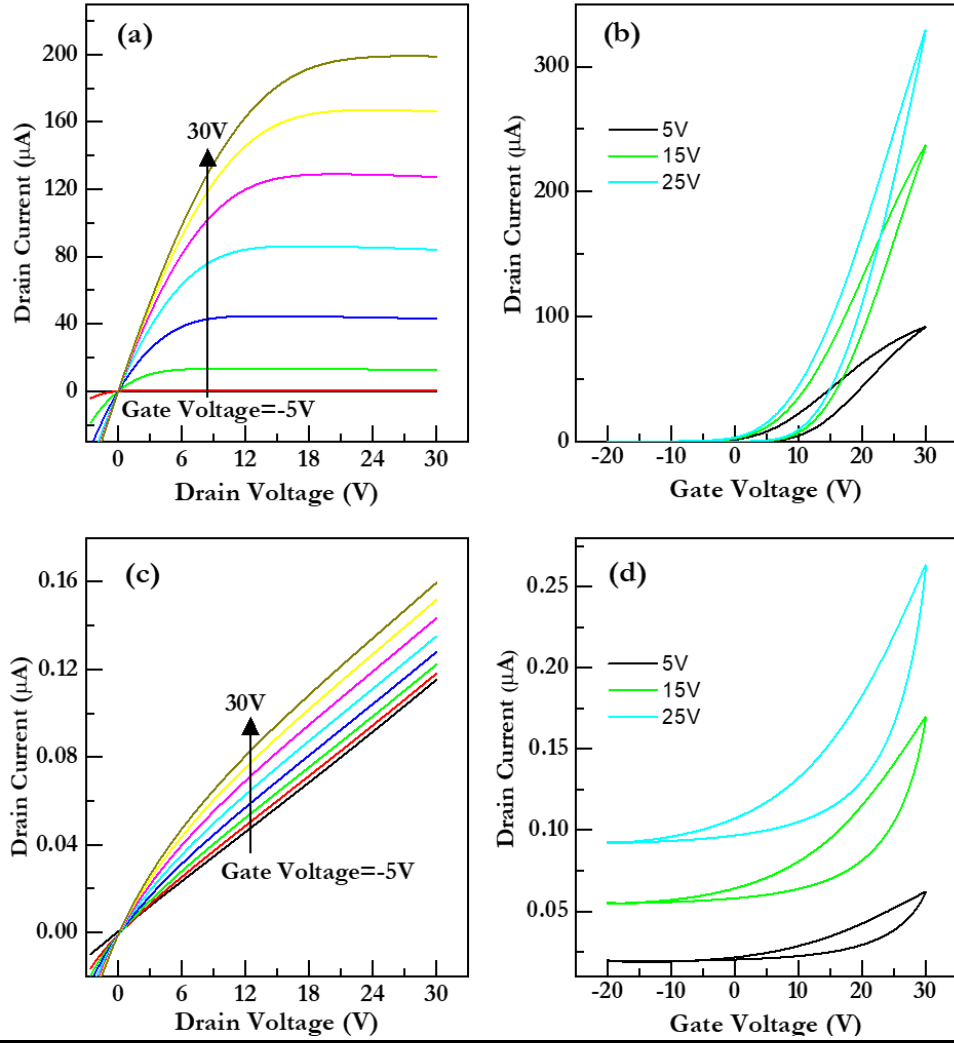 (a)
200
160
120
80
40
0
Drain Current (μA)
30V
Gate Voltage=-5V
0 6 12 18 24 30
Drain Voltage (V)
(b)
300
200
100
0
Drain Current (μA)
5V
15V
25V
-20 -10 0 10 20 30
Gate Voltage (V)
(c)
0.16
0.12
0.08
0.04
0.00
Drain Current (μA)
30V
Gate Voltage=-5V
0 6 12 18 24 30
Drain Voltage (V)
(d)
0.25
0.20
0.15
0.10
0.05
Drain Current (μA)
5V
15V
25V
-20 -10 0 10 20 30
Gate Voltage (V)